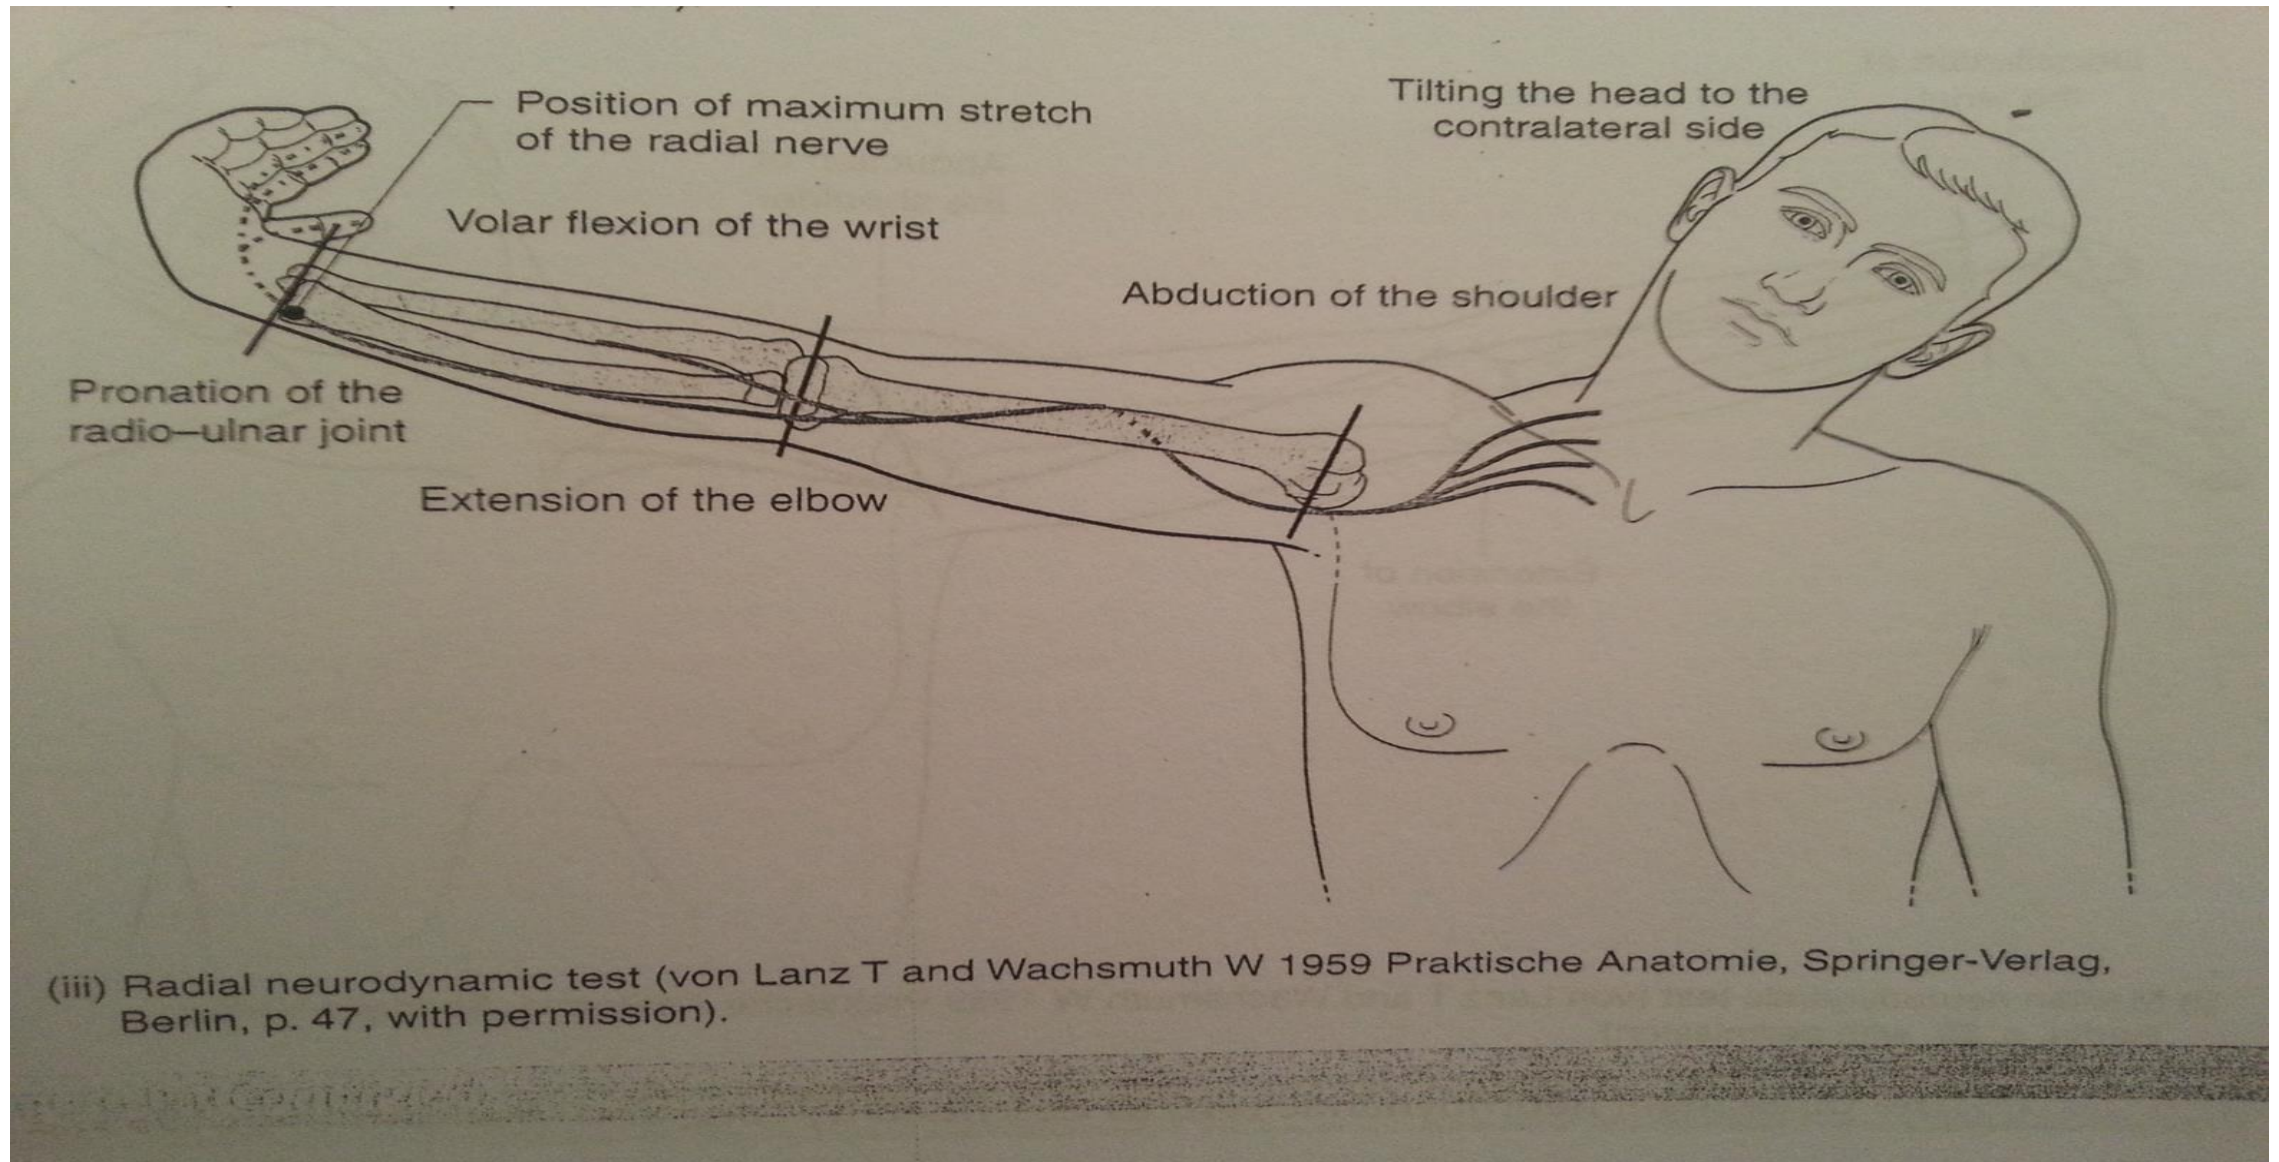 Position of maximum stretch
of the radial nerve
Tilting the head to the
contralateral side
Volar flexion of the wrist
Abduction of the shoulder
Pronation of the
radio–ulnar joint
Extension of the elbow
(iii) Radial neurodynamic test (von Lanz T and Wachsmuth W 1959 Praktische Anatomie, Springer-Verlag,
Berlin, p. 47, with permission).